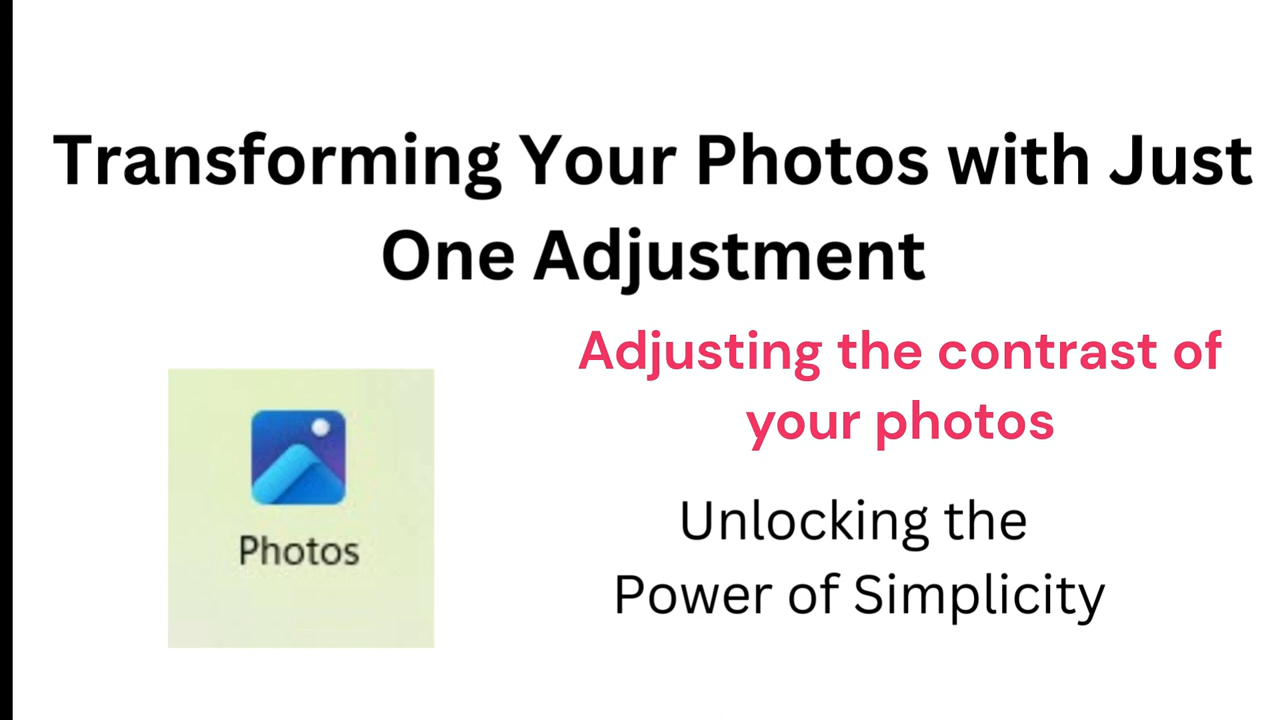 Transforming Your Photos with Just
One Adjustment
Adjusting the contrast of
your photos
Photos
Unlocking the
Power of Simplicity